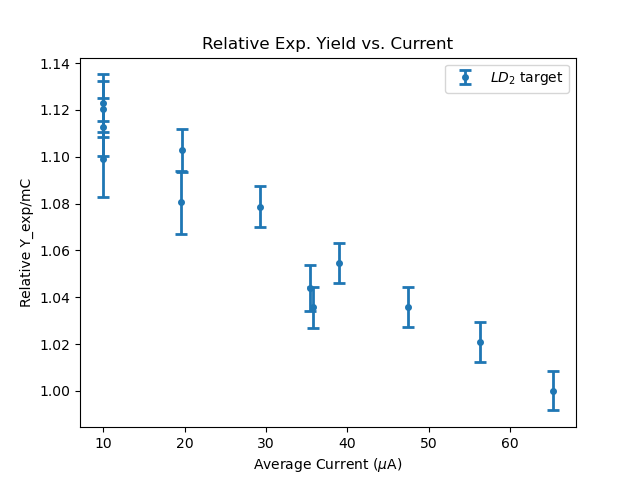 Relative Exp. Yield vs. Current
LD₂ target
Relative Y_exp/mC
1.14
1.12
1.10
1.08
1.06
1.04
1.02
1.00
10 20 30 40 50 60
Average Current (μA)